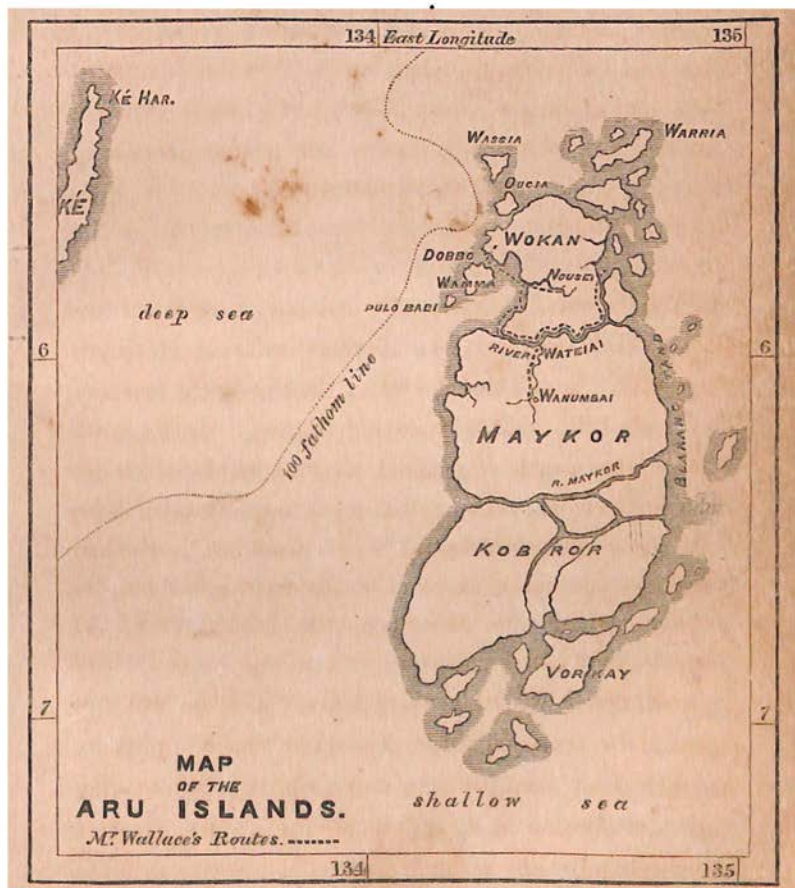 134 East Longitude 135
KÉ HAR.
WASSIA
WARRIA
OUCIA
KÉ
WOKAN
DOBBO
NOUSEI
WAMMA
PULO BABI
deep sea
6
RIVER
WATELAI
6
BLAKANG
WANUMBAI
100 fathom line
MAYKOR
R. MAYKOR
KOBROR
VORKAY
7
7
MAP
OF THE
ARU ISLANDS.
shallow sea
Mr. Wallace's Routes.
134 135